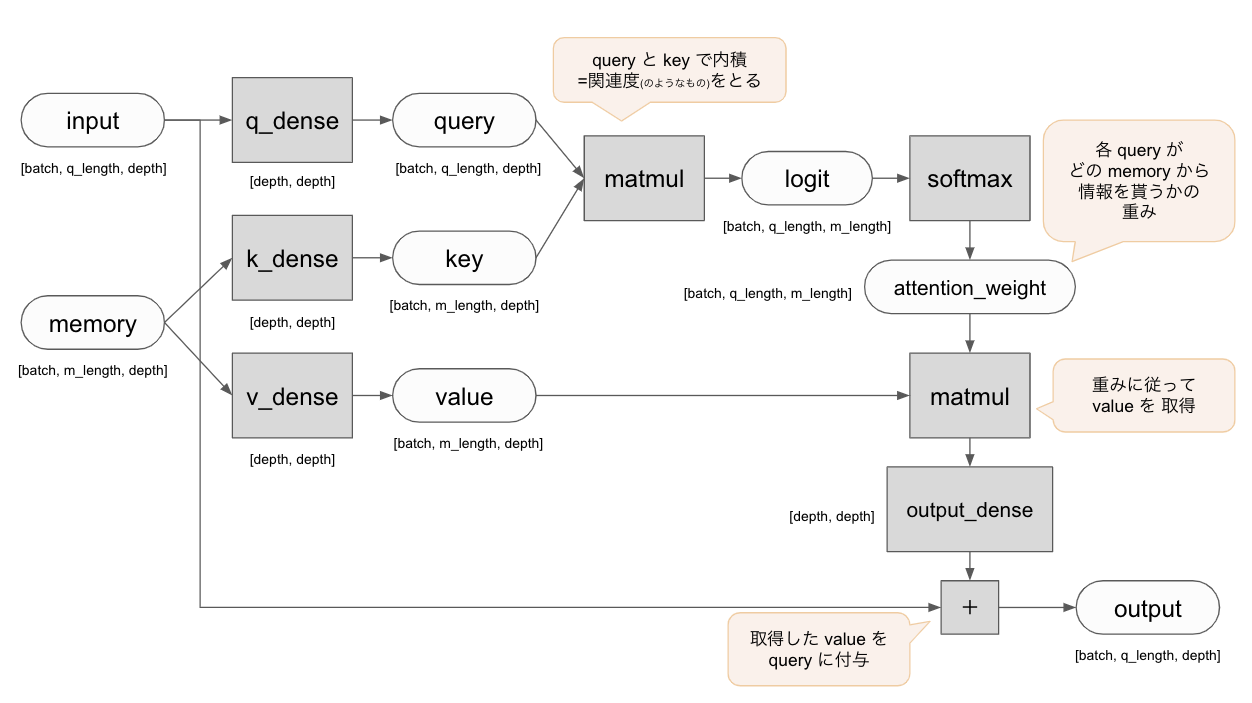 query と key で内積
=関連度(のようなもの)をとる
input
[batch, q_length, depth]
q_dense
[depth, depth]
query
[batch, q_length, depth]
matmul
logit
[batch, q_length, m_length]
softmax
各 query が
どの memory から
情報を貰うかの
重み
k_dense
[depth, depth]
key
[batch, m_length, depth]
memory
[batch, m_length, depth]
[batch, q_length, m_length]
attention_weight
v_dense
[depth, depth]
value
[batch, m_length, depth]
matmul
重みに従って
value を 取得
[depth, depth]
output_dense
+
output
[batch, q_length, depth]
取得した value を
query に付与